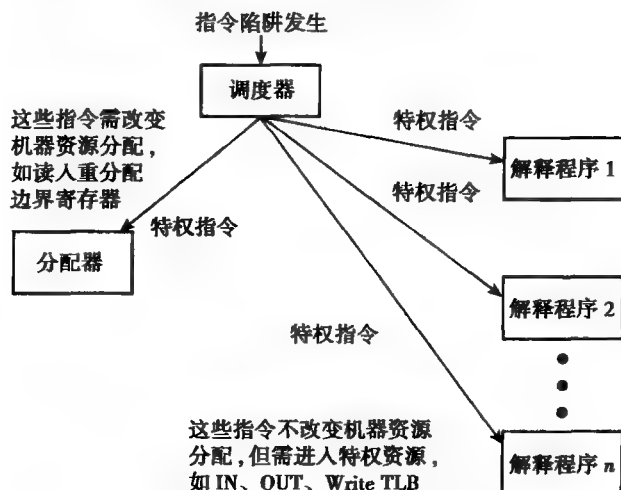 指令陷阱发生
调度器
这些指令需改变
机器资源分配，
如读入重分配
边界寄存器
特权指令
解释程序 1
特权指令
特权指令
分配器
解释程序 2
特权指令
这些指令不改变机器资源
分配，但需进入特权资源，
如 IN、OUT、Write TLB
解释程序 n